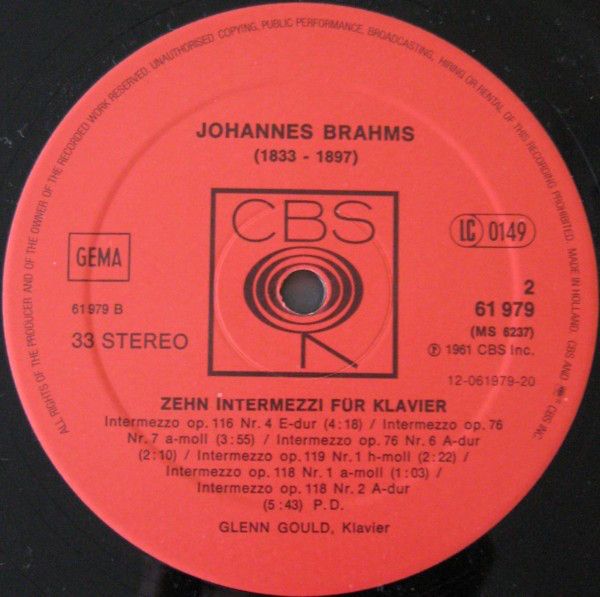 ALL RIGHTS OF THE PRODUCER AND OF THE OWNER OF THE RECORDED WORK RESERVED. UNAUTHORISED COPYING, PUBLIC PERFORMANCE, BROADCASTING, HIRING OR RENTAL OF THIS RECORDING PROHIBITED. MADE IN HOLLAND. CBS AND CBS INC.
JOHANNES BRAHMS
(1833 - 1897)
CBS
GEMA
LC 0149
61 979 B
33 STEREO
2
61 979
(MS 6237)
℗ 1961 CBS Inc.
12-061979-20
ZEHN INTERMEZZI FÜR KLAVIER
Intermezzo op. 116 Nr. 4 E-dur (4:18) / Intermezzo op. 76
Nr. 7 a-moll (3:55) / Intermezzo op. 76 Nr. 6 A-dur
(2:10) / Intermezzo op. 119 Nr. 1 h-moll (2:22) /
Intermezzo op. 118 Nr. 1 a-moll (1:03) /
Intermezzo op. 118 Nr. 2 A-dur
(5:43) P.D.
GLENN GOULD, Klavier